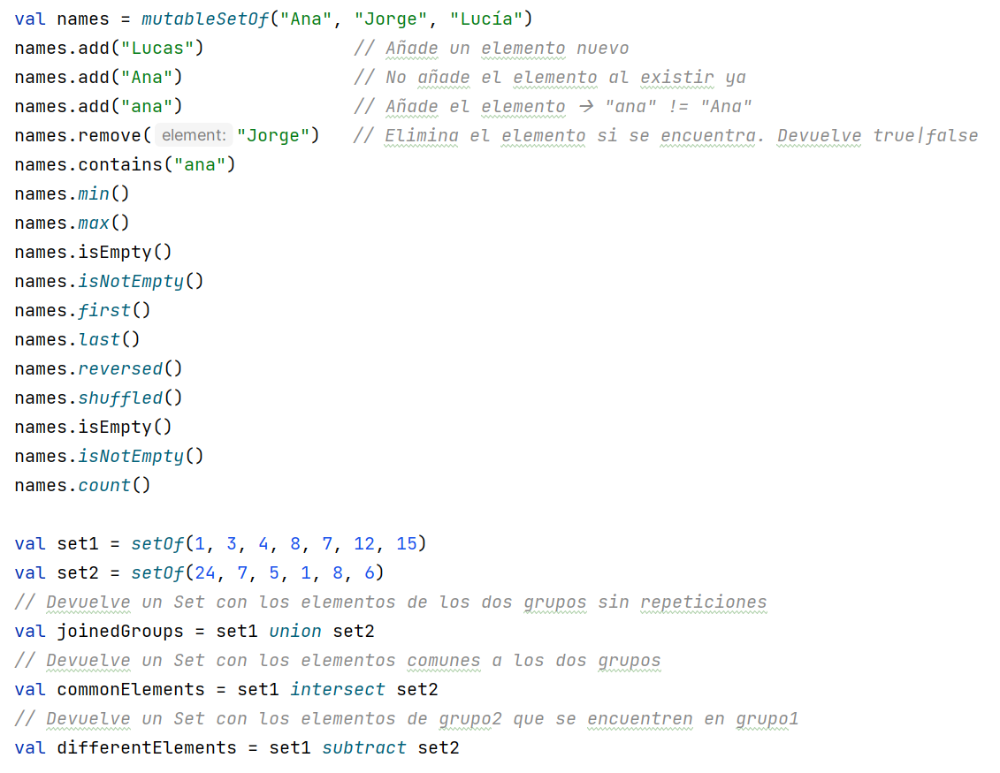 val names = mutableSetOf("Ana", "Jorge", "Lucía")
names.add("Lucas") // Añade un elemento nuevo
names.add("Ana") // No añade el elemento al existir ya
names.add("ana") // Añade el elemento → "ana" != "Ana"
names.remove( element: "Jorge") // Elimina el elemento si se encuentra. Devuelve true|false
names.contains("ana")
names.min()
names.max()
names.isEmpty()
names.isNotEmpty()
names.first()
names.last()
names.reversed()
names.shuffled()
names.isEmpty()
names.isNotEmpty()
names.count()
val set1 = setOf(1, 3, 4, 8, 7, 12, 15)
val set2 = setOf(24, 7, 5, 1, 8, 6)
// Devuelve un Set con los elementos de los dos grupos sin repeticiones
val joinedGroups = set1 union set2
// Devuelve un Set con los elementos comunes a los dos grupos
val commonElements = set1 intersect set2
// Devuelve un Set con los elementos de grupo2 que se encuentren en grupo1
val differentElements = set1 subtract set2